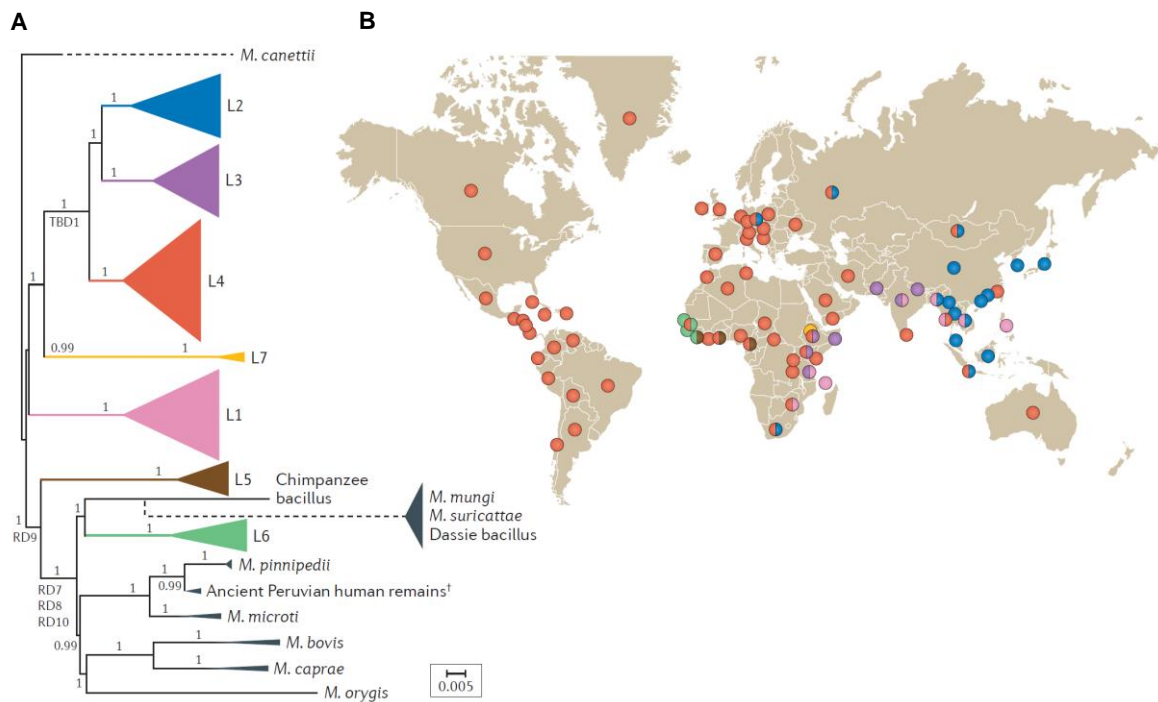 A
B
M. canettii
1
L2
1
1
L3
1
TBD1
L4
1
1
0.99
1
L7
1
L1
1
L5
Chimpanzee
bacillus
M. mungi
M. suricattae
Dassie bacillus
1
RD9
1
1
L6
1
M. pinnipedii
1
0.99
Ancient Peruvian human remains†
RD7
RD8
RD10
1
1
M. microti
0.99
1
1
M. bovis
1
M. caprae
1
M. orygis
0.005